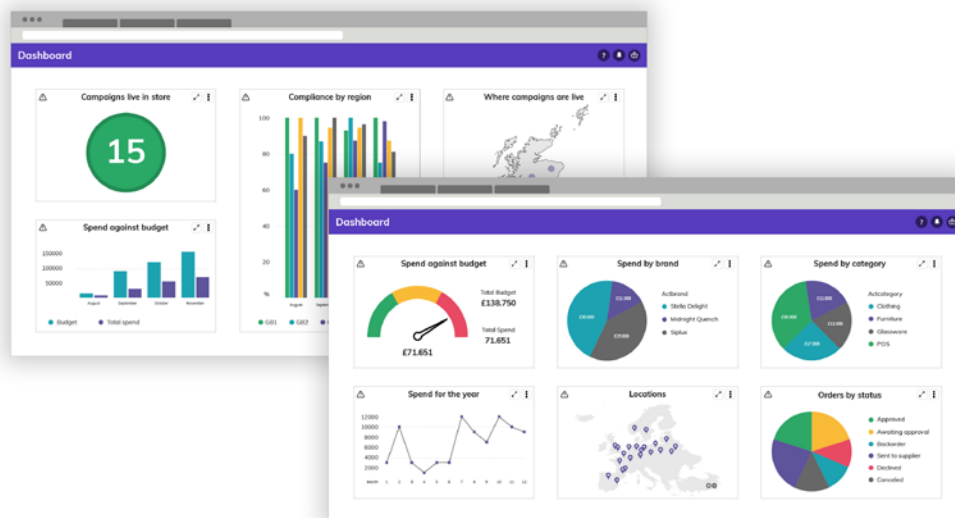 Dashboard
?
Campaigns live in store
15
Compliance by region
100
80
60
40
20
%
August
GB1
GB2
Where campaigns are live
Spend against budget
150000
100000
50000
August
September
October
November
Budget
Total spend
Dashboard
?
Spend against budget
Total Budget
£138.750
Total Spend
71.651
£71.651
Spend by brand
Actbrand
Stella Delight
Midnight Quench
Siplux
Spend by category
Actcategory
Clothing
Furniture
Glassware
POS
Spend for the year
12000
10000
8000
6000
4000
2000
Month
1
2
3
4
5
6
7
8
9
10
11
12
Locations
Orders by status
Approved
Awaiting approval
Backorder
Sent to supplier
Declined
Canceled